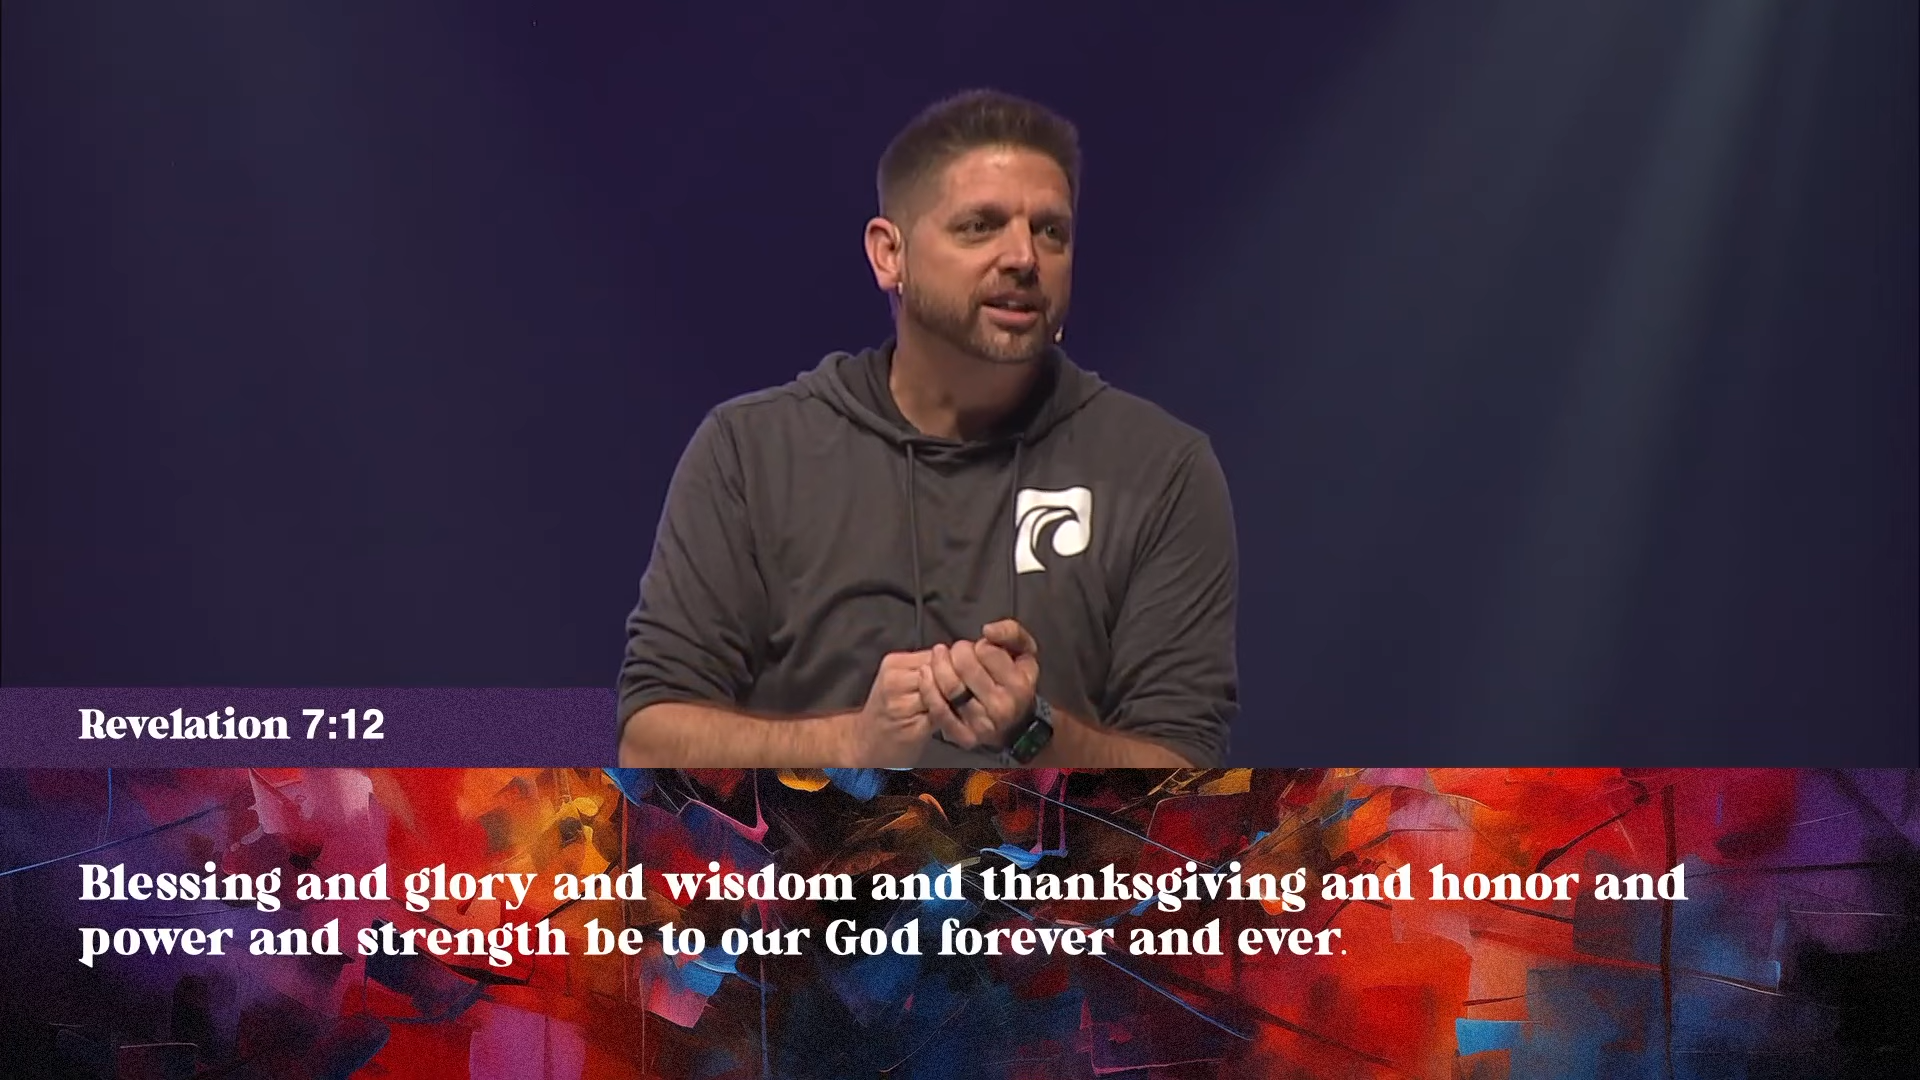 Revelation 7:12
Blessing and glory and wisdom and thanksgiving and honor and
power and strength be to our God forever and ever.